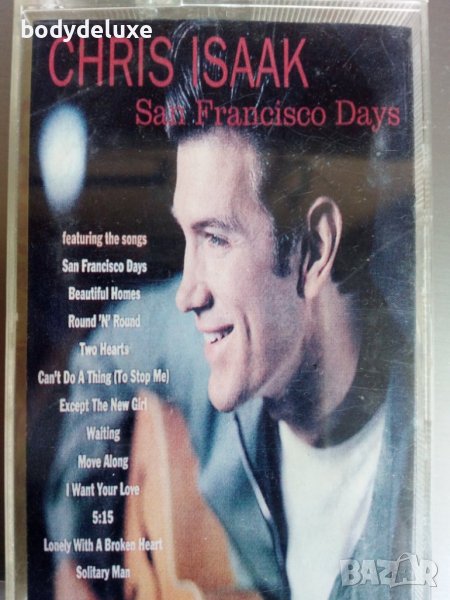 bodydeluxe
CHRIS ISAAK
San Francisco Days
featuring the songs
San Francisco Days
Beautiful Homes
Round 'N' Round
Two Hearts
Can't Do A Thing (To Stop Me)
Except The New Girl
Waiting
Move Along
I Want Your Love
5:15
Lonely With A Broken Heart
Solitary Man
BAZAR